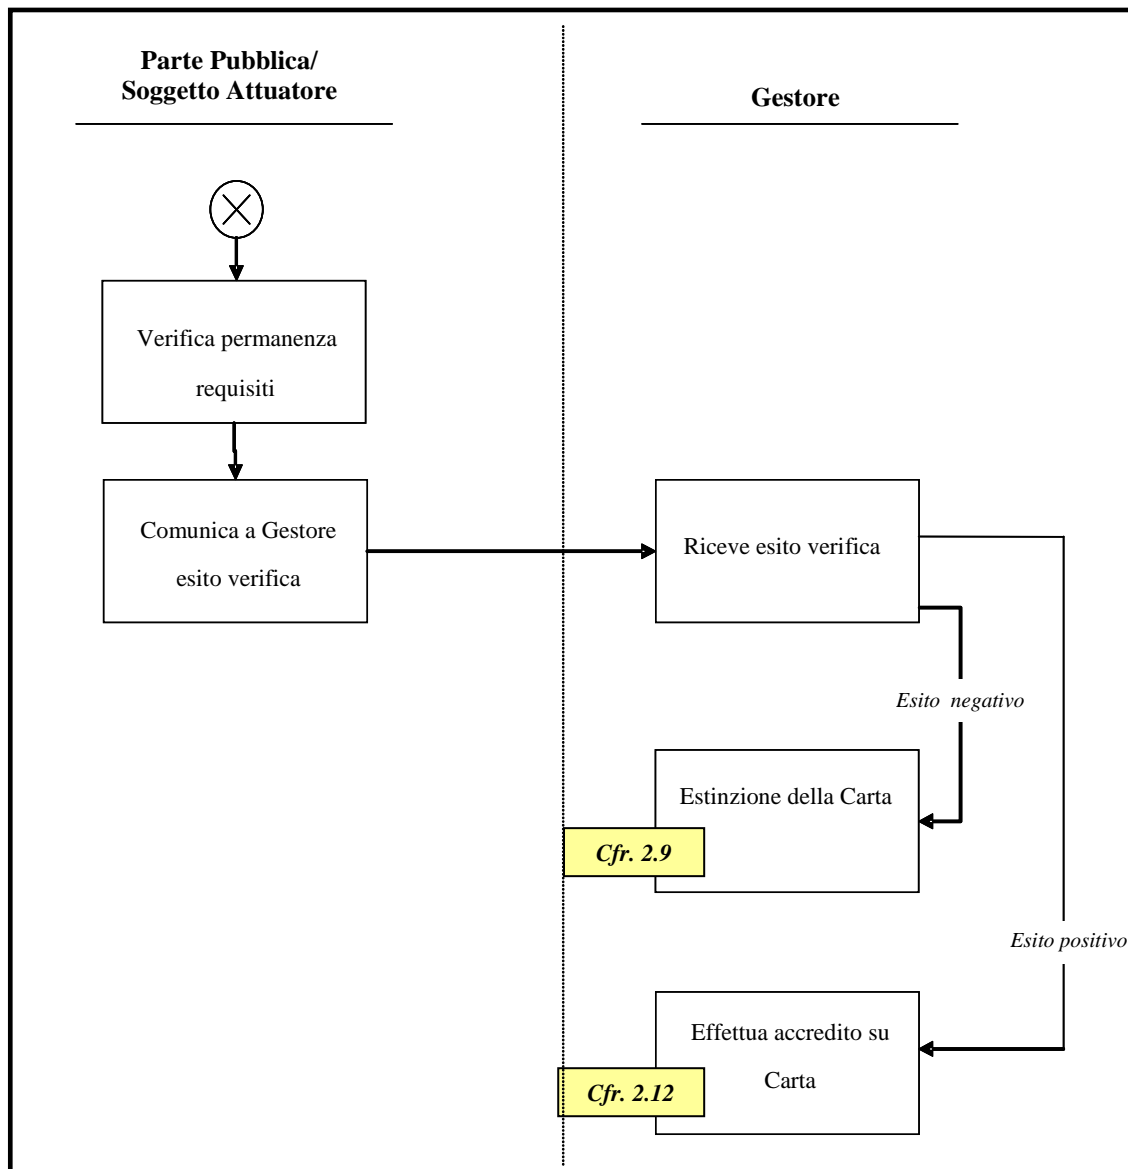 Parte Pubblica/
Soggetto Attuatore
Gestore
Verifica permanenza
requisiti
Comunica a Gestore
esito verifica
Riceve esito verifica
Esito negativo
Estinzione della Carta
Cfr. 2.9
Esito positivo
Effettua accredito su
Carta
Cfr. 2.12